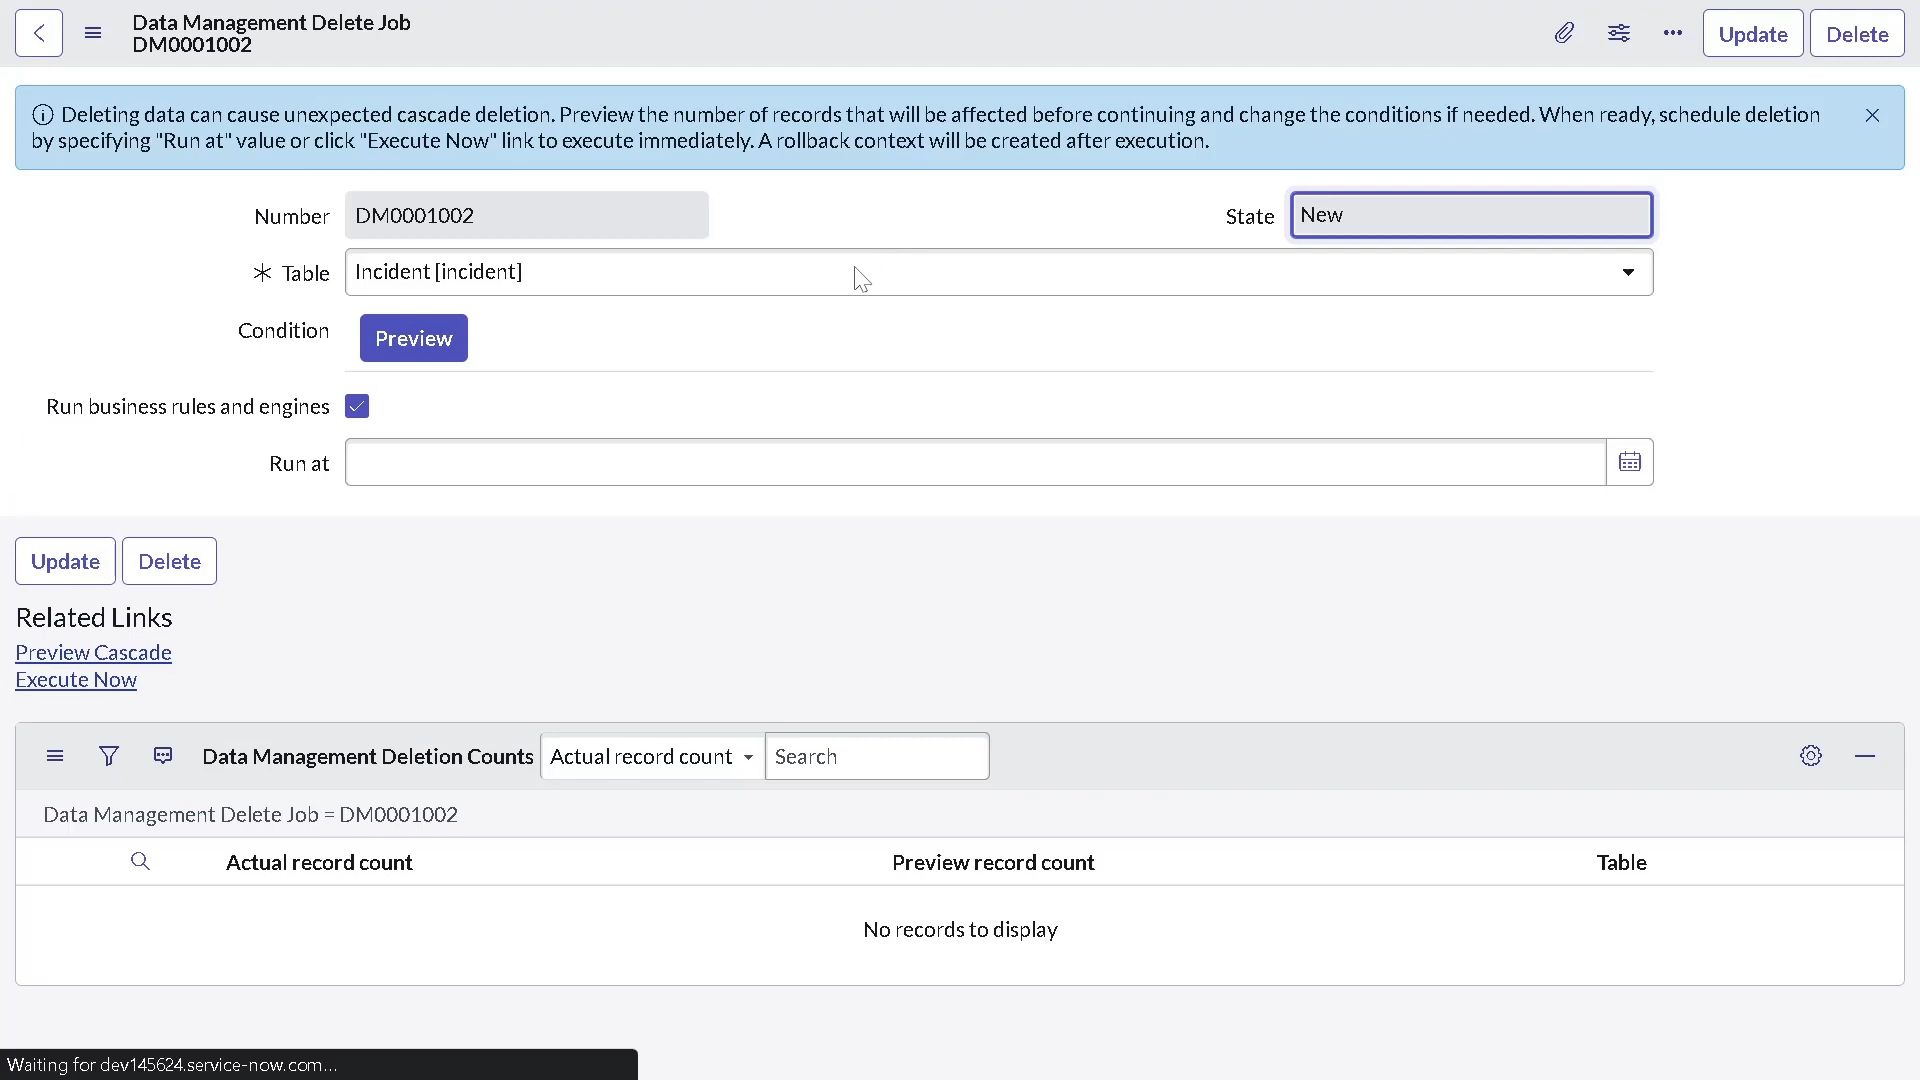 Data Management Delete Job
DM0001002
Update
Delete
Deleting data can cause unexpected cascade deletion. Preview the number of records that will be affected before continuing and change the conditions if needed. When ready, schedule deletion
by specifying "Run at" value or click "Execute Now" link to execute immediately. A rollback context will be created after execution.
Number
DM0001002
State
New
Table
Incident [incident]
Condition
Preview
Run business rules and engines
Run at
Update
Delete
Related Links
Preview Cascade
Execute Now
Data Management Deletion Counts
Actual record count
Search
Data Management Delete Job = DM0001002
Actual record count
Preview record count
Table
No records to display
Waiting for dev145624.service-now.com...